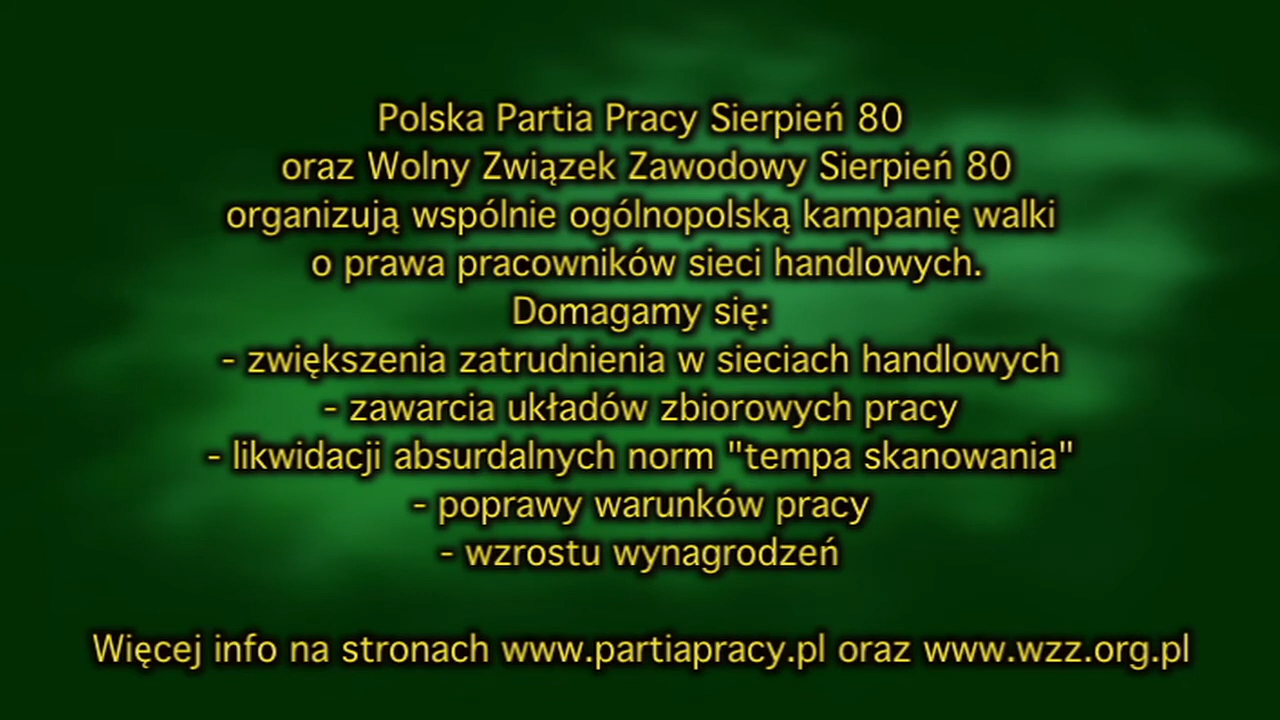 Polska Partia Pracy Sierpień 80
oraz Wolny Związek Zawodowy Sierpień 80
organizują wspólnie ogólnopolską kampanię walki
o prawa pracowników sieci handlowych.
Domagamy się:
- zwiększenia zatrudnienia w sieciach handlowych
- zawarcia układów zbiorowych pracy
- likwidacji absurdalnych norm "tempa skanowania"
- poprawy warunków pracy
- wzrostu wynagrodzeń
Więcej info na stronach www.partiapracy.pl oraz www.wzz.org.pl